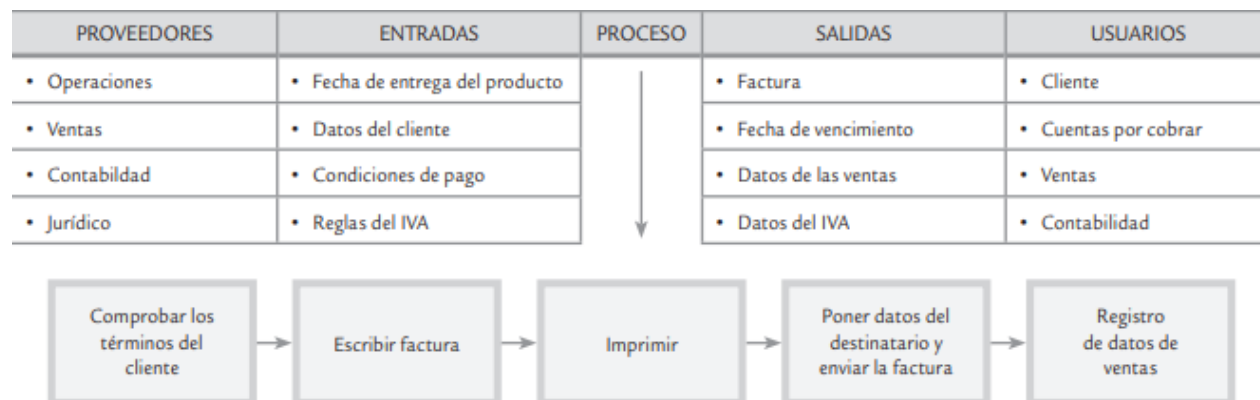 PROVEEDORES ENTRADAS PROCESO SALIDAS USUARIOS
• Operaciones • Fecha de entrega del producto • Factura • Cliente
• Ventas • Datos del cliente • Fecha de vencimiento • Cuentas por cobrar
• Contabildad • Condiciones de pago • Datos de las ventas • Ventas
• Jurídico • Reglas del IVA • Datos del IVA • Contabilidad
Comprobar los
términos del
cliente
Escribir factura
Imprimir
Poner datos del
destinatario y
enviar la factura
Registro
de datos de
ventas